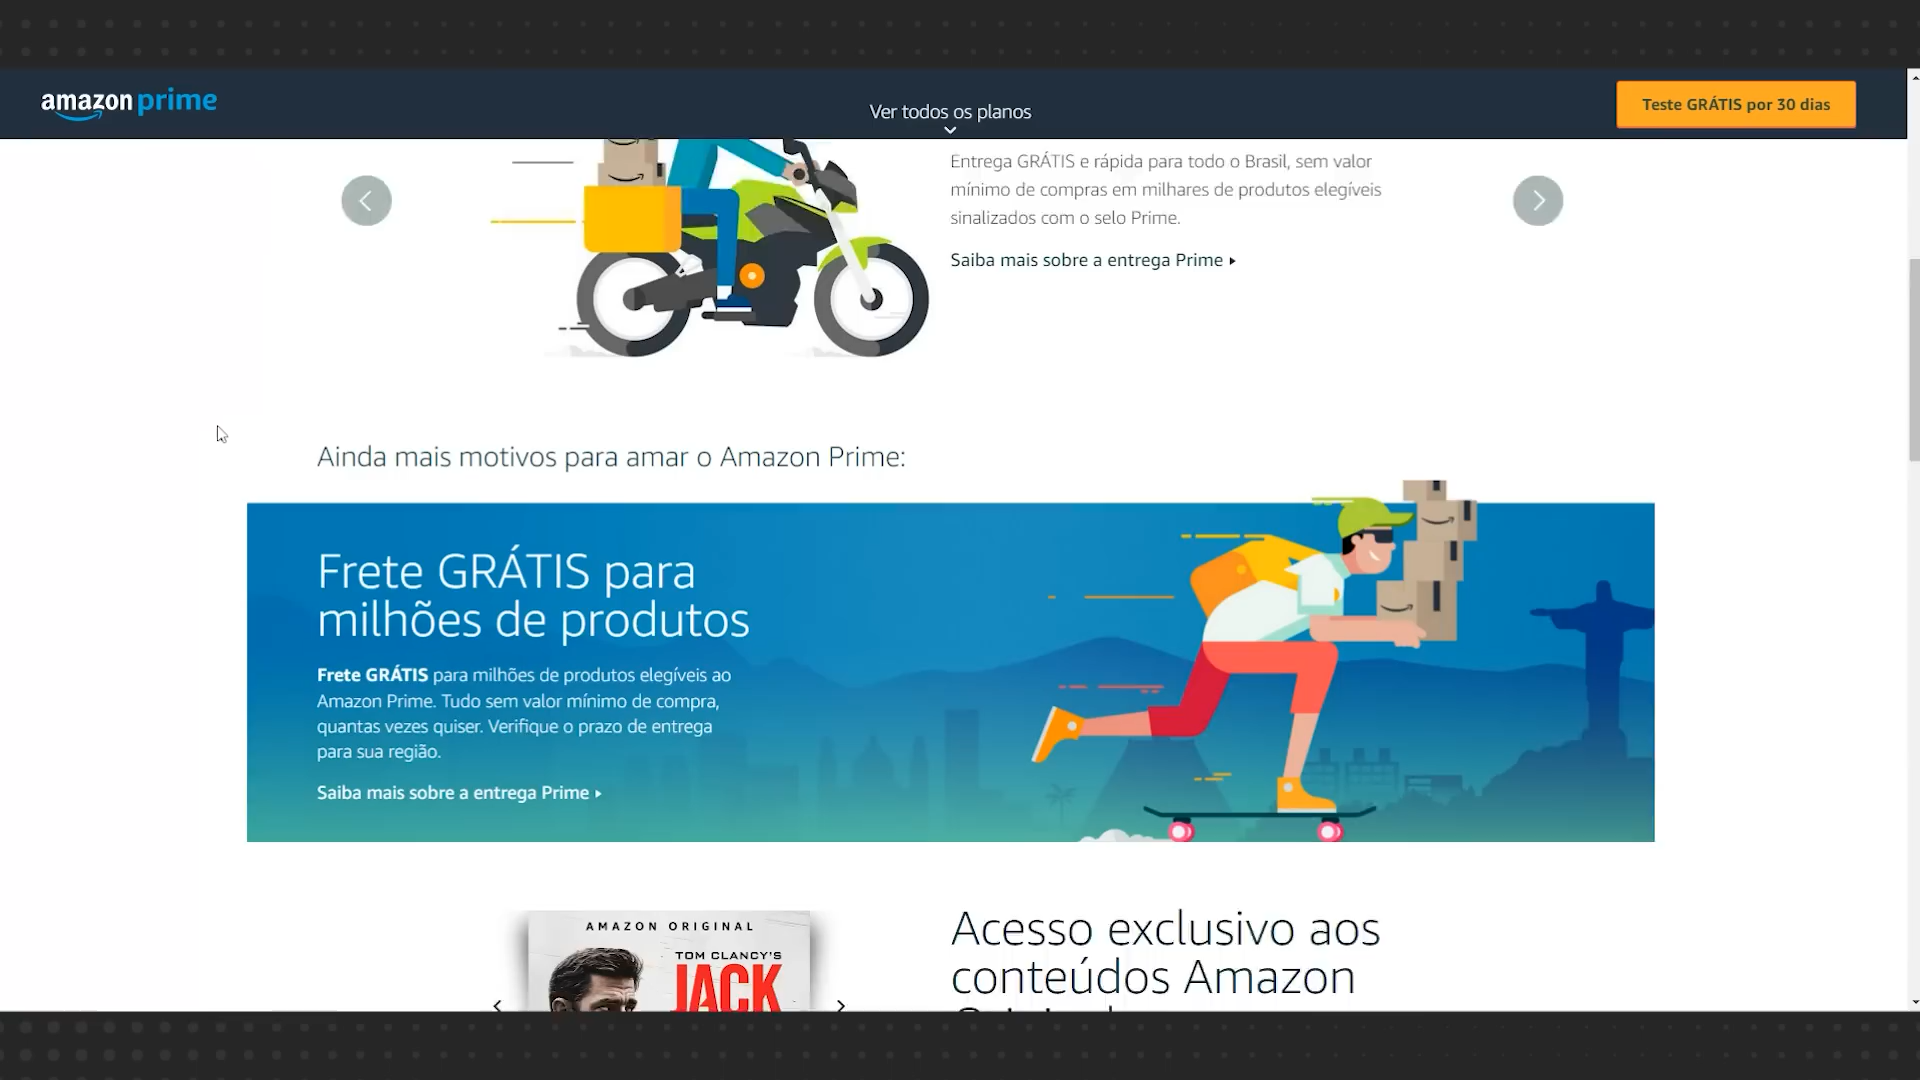 amazon prime
Ver todos os planos
Teste GRÁTIS por 30 dias
Entrega GRÁTIS e rápida para todo o Brasil, sem valor
mínimo de compras em milhares de produtos elegíveis
sinalizados com o selo Prime.
Saiba mais sobre a entrega Prime
Ainda mais motivos para amar o Amazon Prime:
Frete GRÁTIS para
milhões de produtos
Frete GRÁTIS para milhões de produtos elegíveis ao
Amazon Prime. Tudo sem valor mínimo de compra,
quantas vezes quiser. Verifique o prazo de entrega
para sua região.
Saiba mais sobre a entrega Prime
AMAZON ORIGINAL
TOM CLANCY'S
JACK
Acesso exclusivo aos
conteúdos Amazon